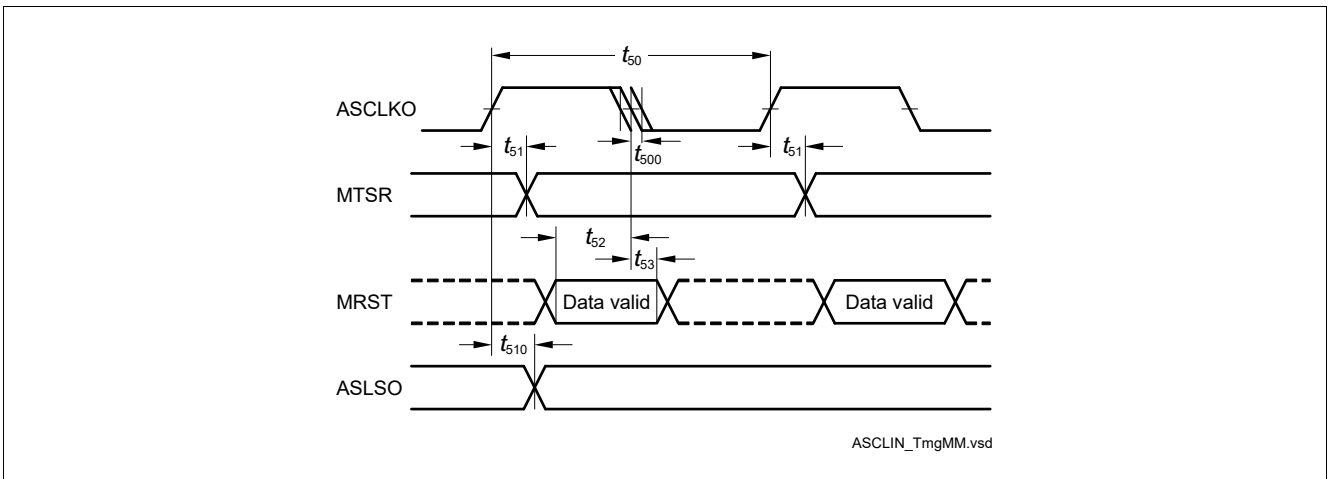 t50
ASCLKO
t51 t500 t51
MTSR
t52
t53
MRST Data valid Data valid
t510
ASLSO
ASCLIN_TmgMM.vsd